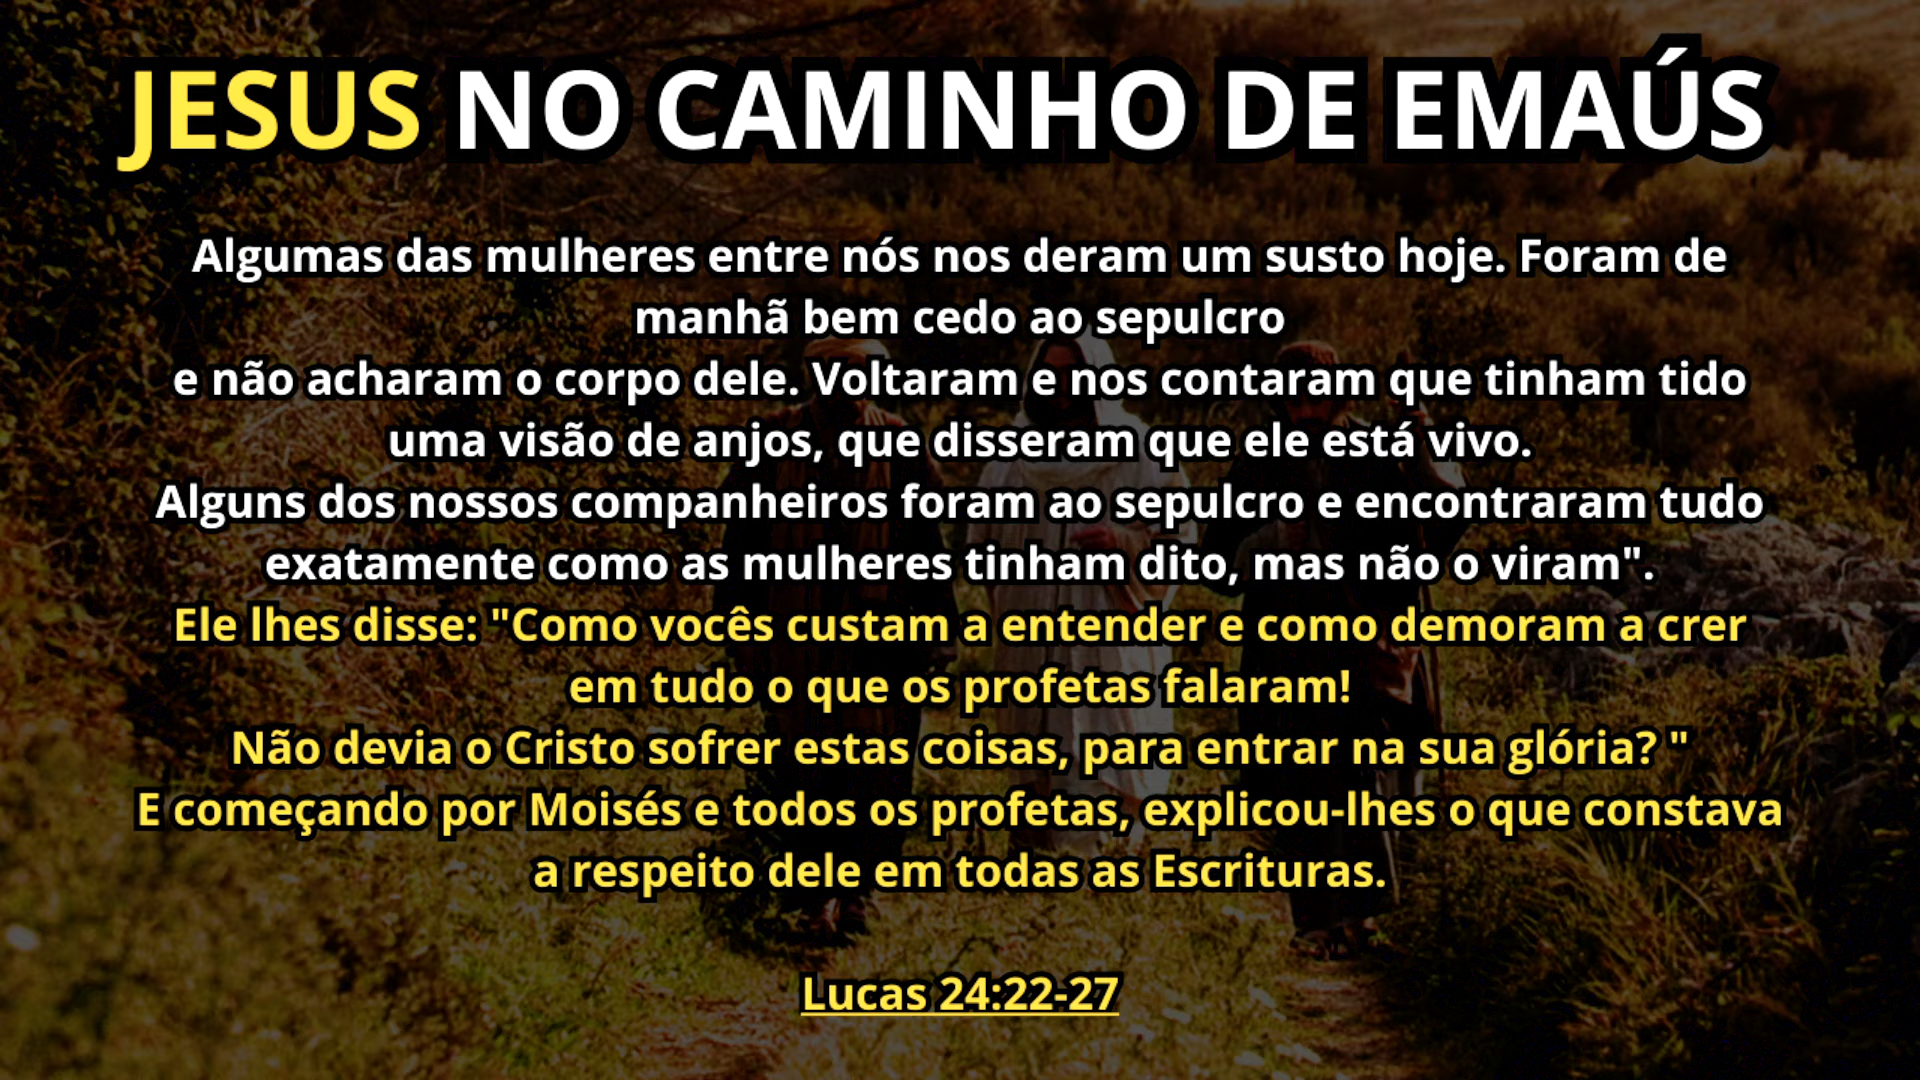 JESUS NO CAMINHO DE EMAÚS
Algumas das mulheres entre nós nos deram um susto hoje. Foram de
manhã bem cedo ao sepulcro
e não acharam o corpo dele. Voltaram e nos contaram que tinham tido
uma visão de anjos, que disseram que ele está vivo.
Alguns dos nossos companheiros foram ao sepulcro e encontraram tudo
exatamente como as mulheres tinham dito, mas não o viram".
Ele lhes disse: "Como vocês custam a entender e como demoram a crer
em tudo o que os profetas falaram!
Não devia o Cristo sofrer estas coisas, para entrar na sua glória? "
E começando por Moisés e todos os profetas, explicou-lhes o que constava
a respeito dele em todas as Escrituras.
Lucas 24:22-27